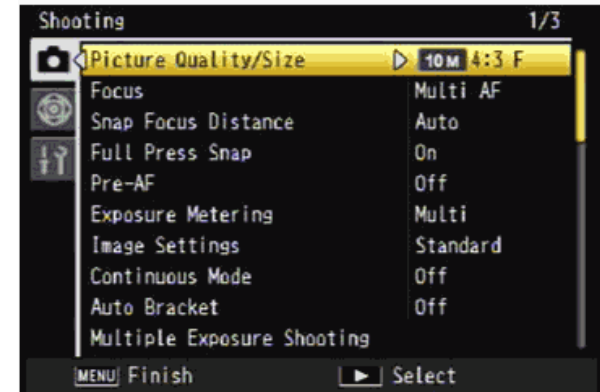 Shooting 1/3
Picture Quality/Size 10M 4:3 F
Focus Multi AF
Snap Focus Distance Auto
Full Press Snap On
Pre-AF Off
Exposure Metering Multi
Image Settings Standard
Continuous Mode Off
Auto Bracket Off
Multiple Exposure Shooting
MENU Finish Select